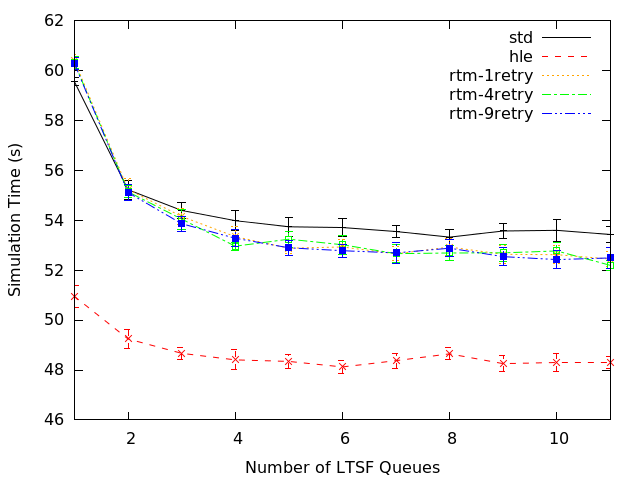 62
60
58
56
54
52
50
48
46
Simulation Time (s)
std
hle
rtm-1retry
rtm-4retry
rtm-9retry
2 4 6 8 10
Number of LTSF Queues